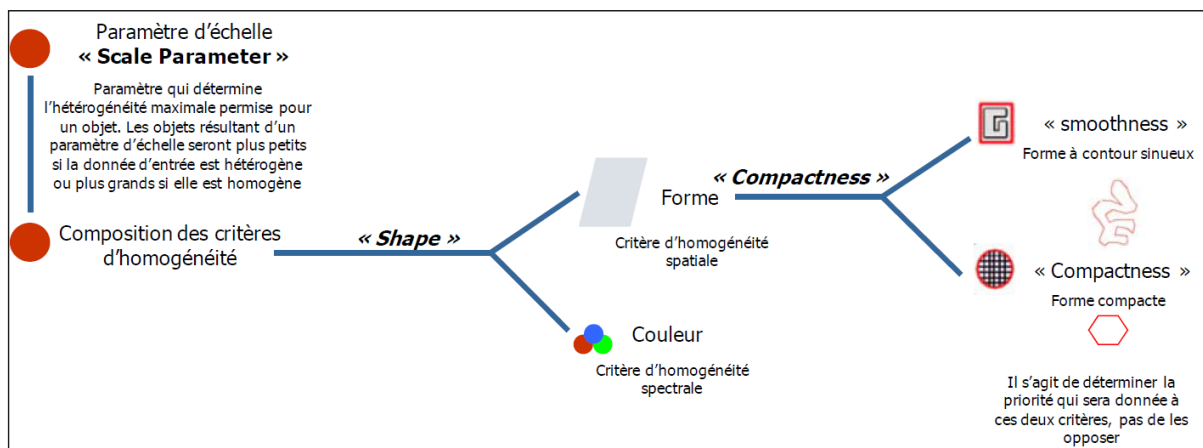 Paramètre d'échelle
« Scale Parameter »
Paramètre qui détermine
l'hétérogénéité maximale permise pour
un objet. Les objets résultant d'un
paramètre d'échelle seront plus petits
si la donnée d'entrée est hétérogène
ou plus grands si elle est homogène
Composition des critères
d'homogénéité
« Shape »
Forme
Critère d'homogénéité
spatiale
Couleur
Critère d'homogénéité
spectrale
« Compactness »
« smoothness »
Forme à contour sinueux
« Compactness »
Forme compacte
Il s'agit de déterminer la
priorité qui sera donnée à
ces deux critères, pas de les
opposer